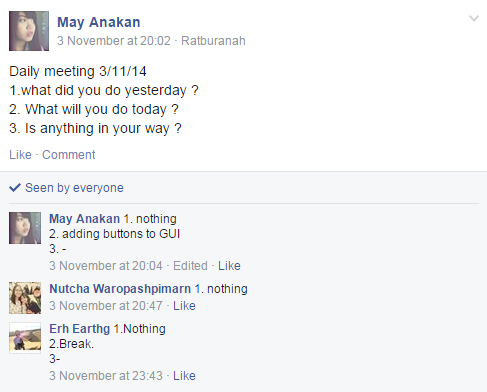 May Anakan
3 November at 20:02 · Ratburanah
Daily meeting 3/11/14
1.what did you do yesterday ?
2. What will you do today ?
3. Is anything in your way ?
Like · Comment
Seen by everyone
May Anakan 1. nothing
2. adding buttons to GUI
3. -
3 November at 20:04 · Edited · Like
Nutcha Waropashpimarn 1. nothing
3 November at 20:47 · Like
Erh Earthg 1.Nothing
2.Break.
3-
3 November at 23:43 · Like